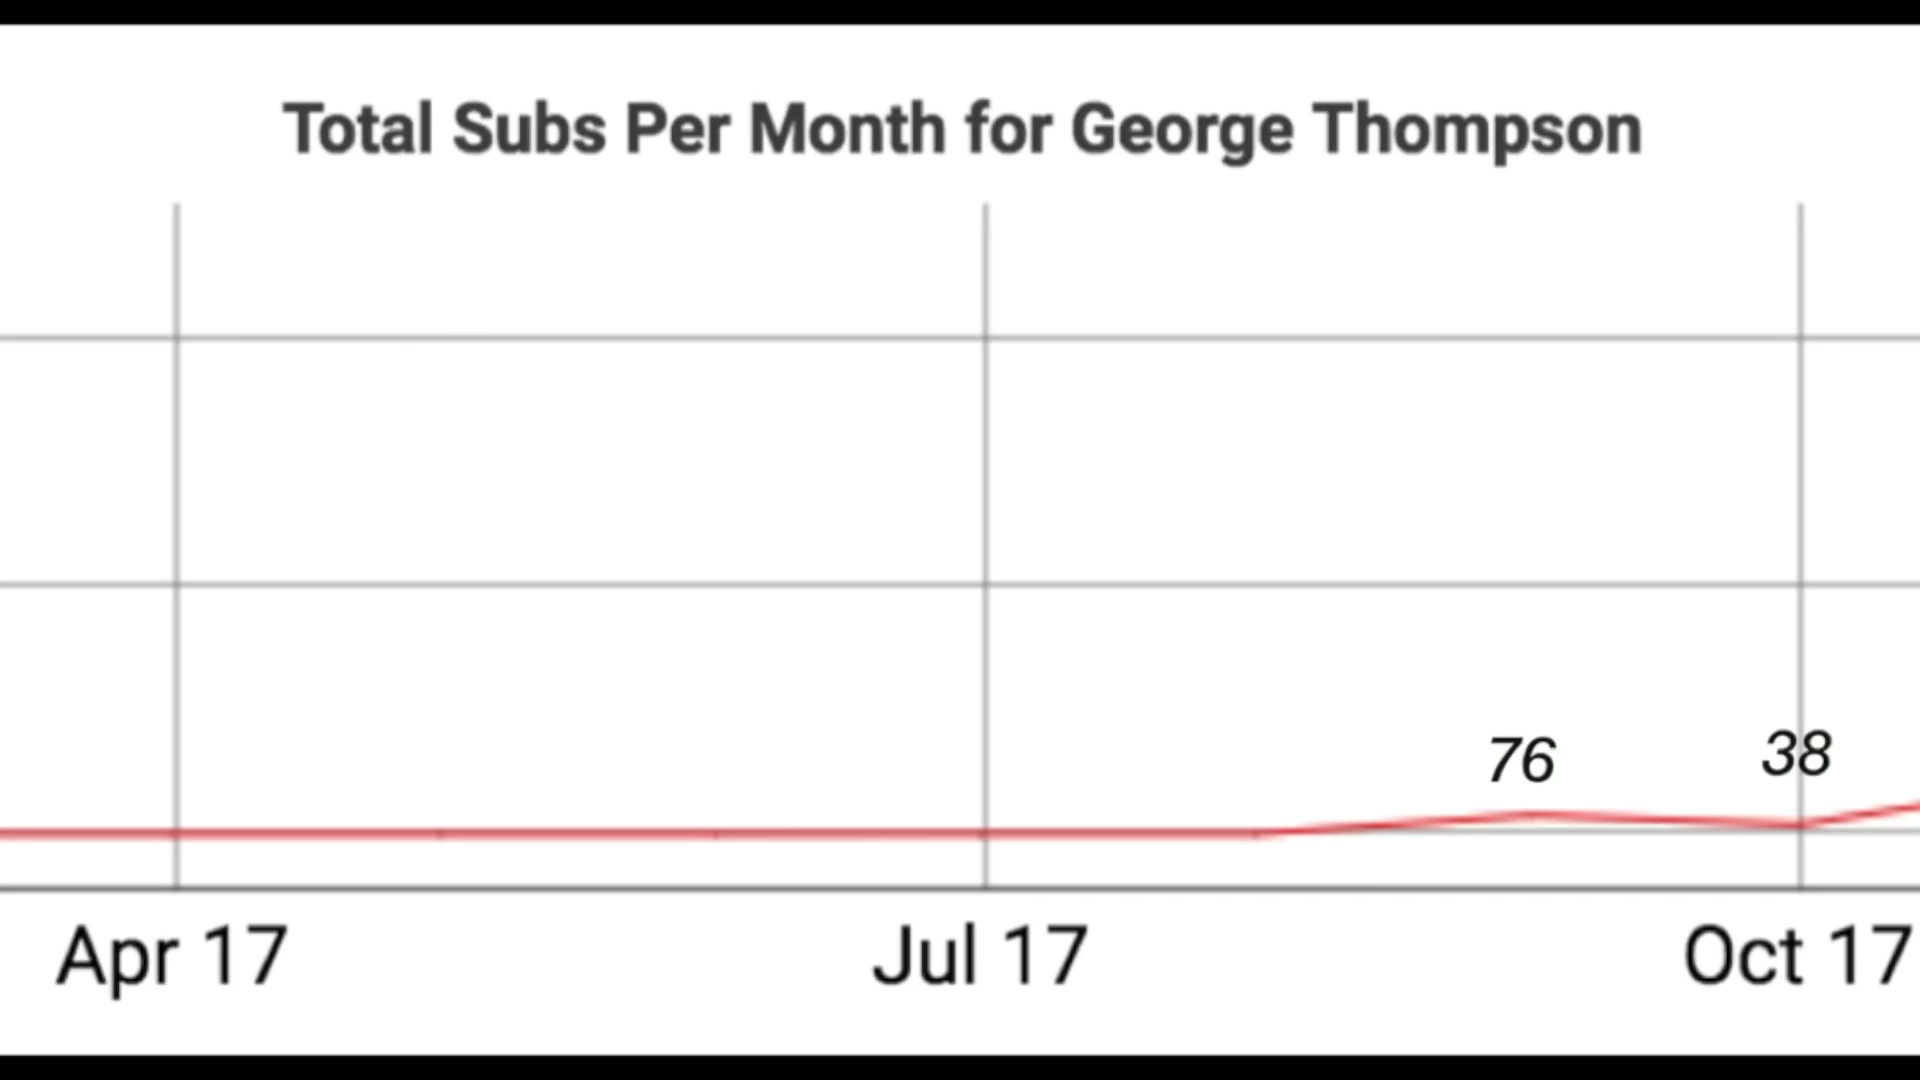 Total Subs Per Month for George Thompson
76
38
Apr 17
Jul 17
Oct 17